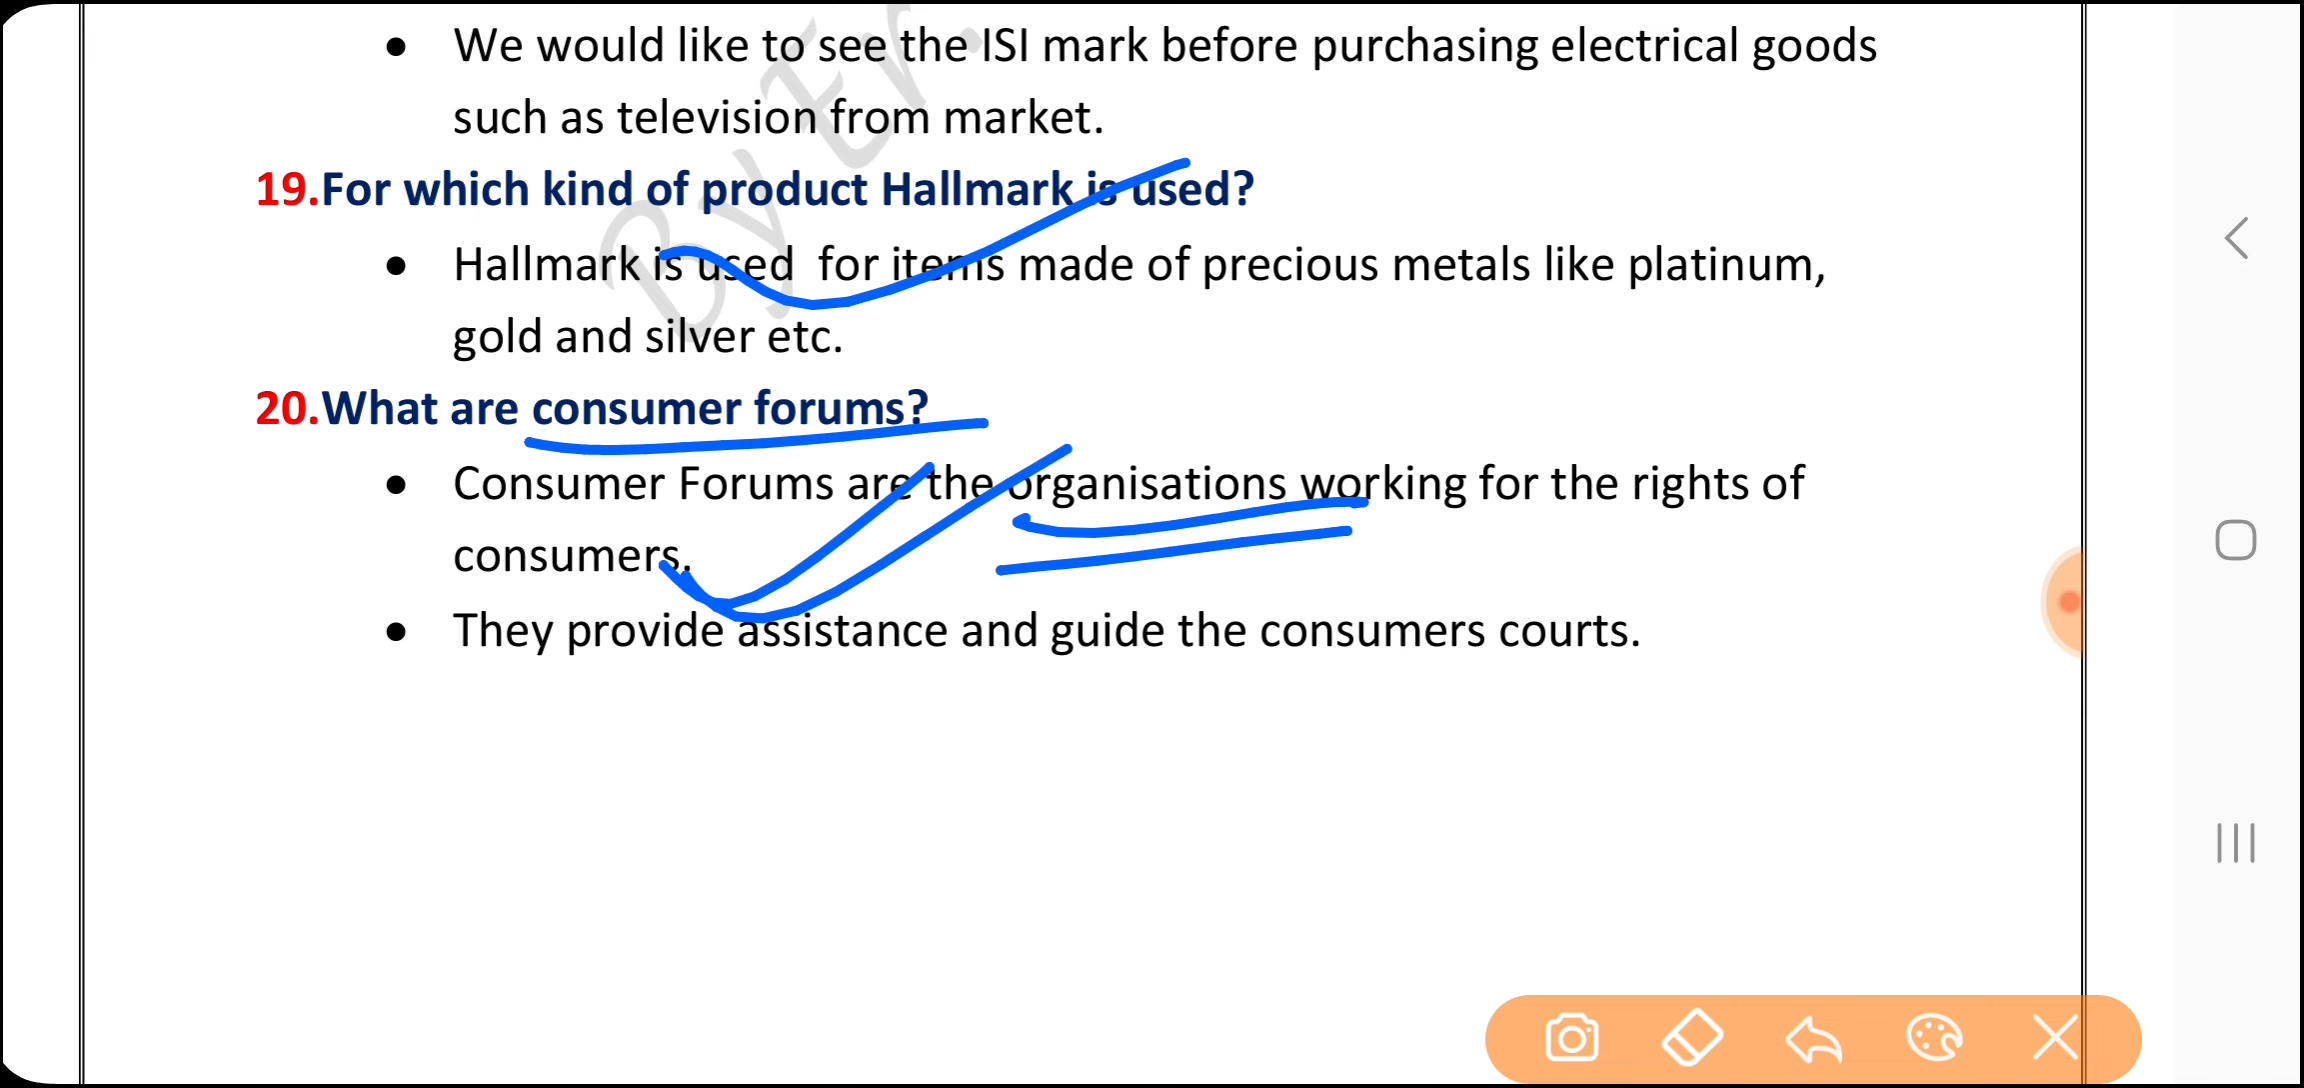 • We would like to see the ISI mark before purchasing electrical goods
such as television from market.
19.For which kind of product Hallmark is used?
• Hallmark is used  for items made of precious metals like platinum,
gold and silver etc.
20.What are consumer forums?
• Consumer Forums are the organisations working for the rights of
consumers.
• They provide assistance and guide the consumers courts.
By Er.